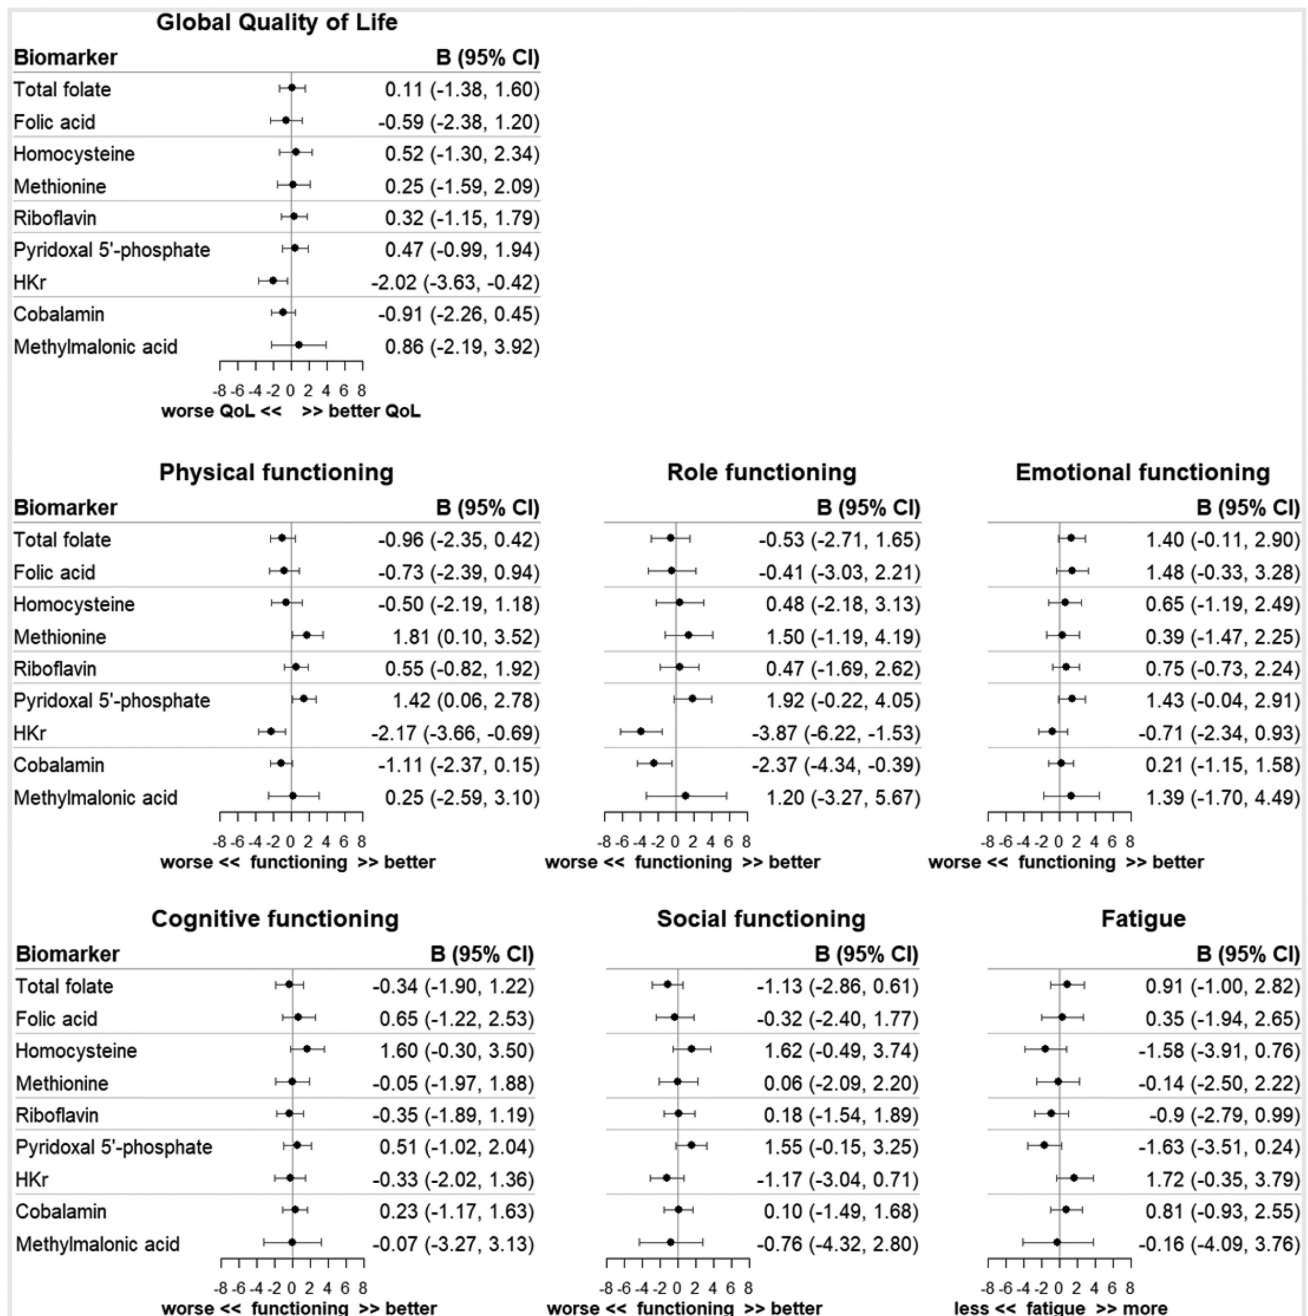 Global Quality of Life
Biomarker B (95% CI)
Total folate 0.11 (-1.38, 1.60)
Folic acid -0.59 (-2.38, 1.20)
Homocysteine 0.52 (-1.30, 2.34)
Methionine 0.25 (-1.59, 2.09)
Riboflavin 0.32 (-1.15, 1.79)
Pyridoxal 5'-phosphate 0.47 (-0.99, 1.94)
HKr -2.02 (-3.63, -0.42)
Cobalamin -0.91 (-2.26, 0.45)
Methylmalonic acid 0.86 (-2.19, 3.92)
-8 -6 -4 -2 0 2 4 6 8
worse QoL << >> better QoL
Physical functioning Role functioning Emotional functioning
Biomarker B (95% CI) B (95% CI) B (95% CI)
Total folate -0.96 (-2.35, 0.42) -0.53 (-2.71, 1.65) 1.40 (-0.11, 2.90)
Folic acid -0.73 (-2.39, 0.94) -0.41 (-3.03, 2.21) 1.48 (-0.33, 3.28)
Homocysteine -0.50 (-2.19, 1.18) 0.48 (-2.18, 3.13) 0.65 (-1.19, 2.49)
Methionine 1.81 (0.10, 3.52) 1.50 (-1.19, 4.19) 0.39 (-1.47, 2.25)
Riboflavin 0.55 (-0.82, 1.92) 0.47 (-1.69, 2.62) 0.75 (-0.73, 2.24)
Pyridoxal 5'-phosphate 1.42 (0.06, 2.78) 1.92 (-0.22, 4.05) 1.43 (-0.04, 2.91)
HKr -2.17 (-3.66, -0.69) -3.87 (-6.22, -1.53) -0.71 (-2.34, 0.93)
Cobalamin -1.11 (-2.37, 0.15) -2.37 (-4.34, -0.39) 0.21 (-1.15, 1.58)
Methylmalonic acid 0.25 (-2.59, 3.10) 1.20 (-3.27, 5.67) 1.39 (-1.70, 4.49)
-8 -6 -4 -2 0 2 4 6 8 -8 -6 -4 -2 0 2 4 6 8 -8 -6 -4 -2 0 2 4 6 8
worse << functioning >> better worse << functioning >> better worse << functioning >> better
Cognitive functioning Social functioning Fatigue
Biomarker B (95% CI) B (95% CI) B (95% CI)
Total folate -0.34 (-1.90, 1.22) -1.13 (-2.86, 0.61) 0.91 (-1.00, 2.82)
Folic acid 0.65 (-1.22, 2.53) -0.32 (-2.40, 1.77) 0.35 (-1.94, 2.65)
Homocysteine 1.60 (-0.30, 3.50) 1.62 (-0.49, 3.74) -1.58 (-3.91, 0.76)
Methionine -0.05 (-1.97, 1.88) 0.06 (-2.09, 2.20) -0.14 (-2.50, 2.22)
Riboflavin -0.35 (-1.89, 1.19) 0.18 (-1.54, 1.89) -0.9 (-2.79, 0.99)
Pyridoxal 5'-phosphate 0.51 (-1.02, 2.04) 1.55 (-0.15, 3.25) -1.63 (-3.51, 0.24)
HKr -0.33 (-2.02, 1.36) -1.17 (-3.04, 0.71) 1.72 (-0.35, 3.79)
Cobalamin 0.23 (-1.17, 1.63) 0.10 (-1.49, 1.68) 0.81 (-0.93, 2.55)
Methylmalonic acid -0.07 (-3.27, 3.13) -0.76 (-4.32, 2.80) -0.16 (-4.09, 3.76)
-8 -6 -4 -2 0 2 4 6 8 -8 -6 -4 -2 0 2 4 6 8 -8 -6 -4 -2 0 2 4 6 8
worse << functioning >> better worse << functioning >> better less << fatigue >> more